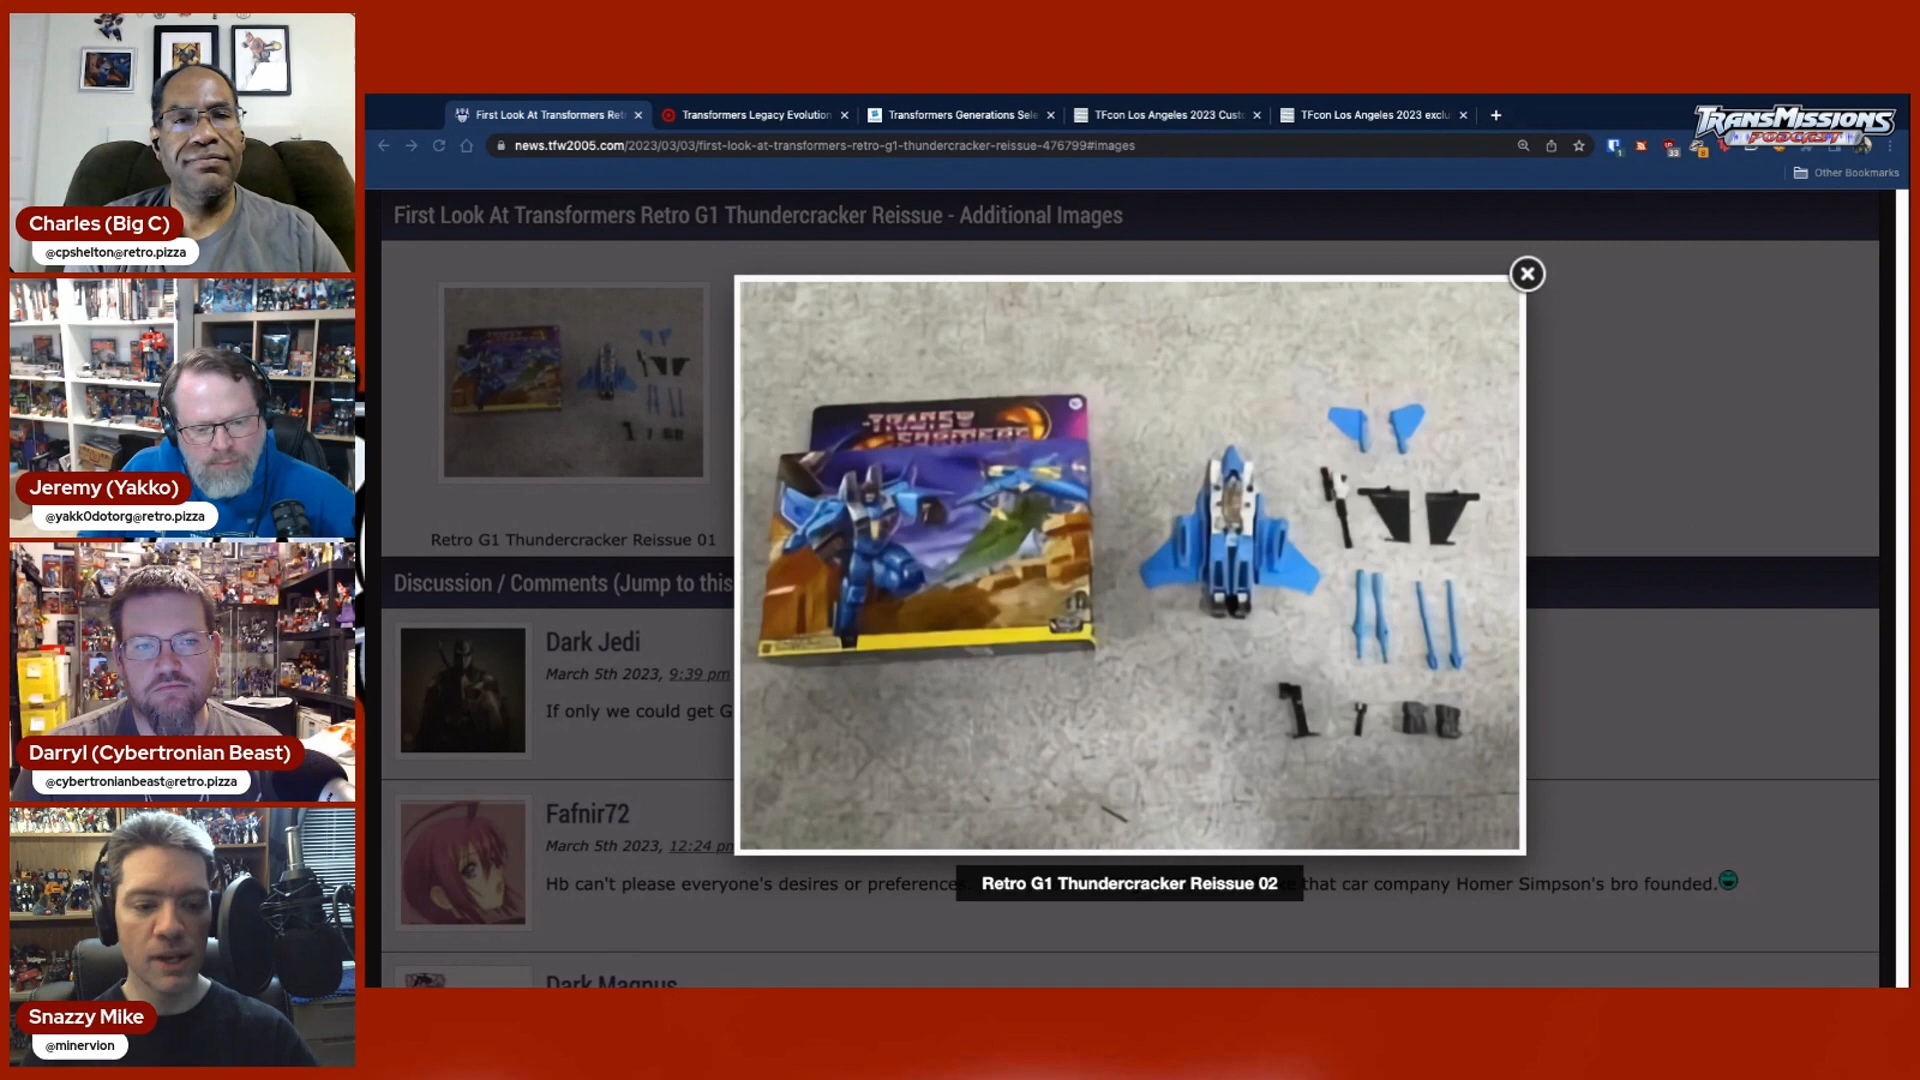 Charles (Big C)
@cpshelton@retro.pizza
Jeremy (Yakko)
@yakk0dotorg@retro.pizza
Darryl (Cybertronian Beast)
@cybertronianbeast@retro.pizza
Snazzy Mike
@minervion
First Look At Transformers Ret
Transformers Legacy Evolution
Transformers Generations Sele
TFcon Los Angeles 2023 Cust
TFcon Los Angeles 2023 exclu
TRANSMISSIONS
PODCAST
news.tfw2005.com/2023/03/03/first-look-at-transformers-retro-g1-thundercracker-reissue-476799#images
Other Bookmarks
First Look At Transformers Retro G1 Thundercracker Reissue - Additional Images
TRANSFORMERS
Retro G1 Thundercracker Reissue 01
Discussion / Comments (Jump to this
Dark Jedi
March 5th 2023, 9:39 pm
If only we could get G
Fafnir72
March 5th 2023, 12:24 pm
Hb can't please everyone's desires or preferences
that car company Homer Simpson's bro founded.
Retro G1 Thundercracker Reissue 02
Dark Magnus